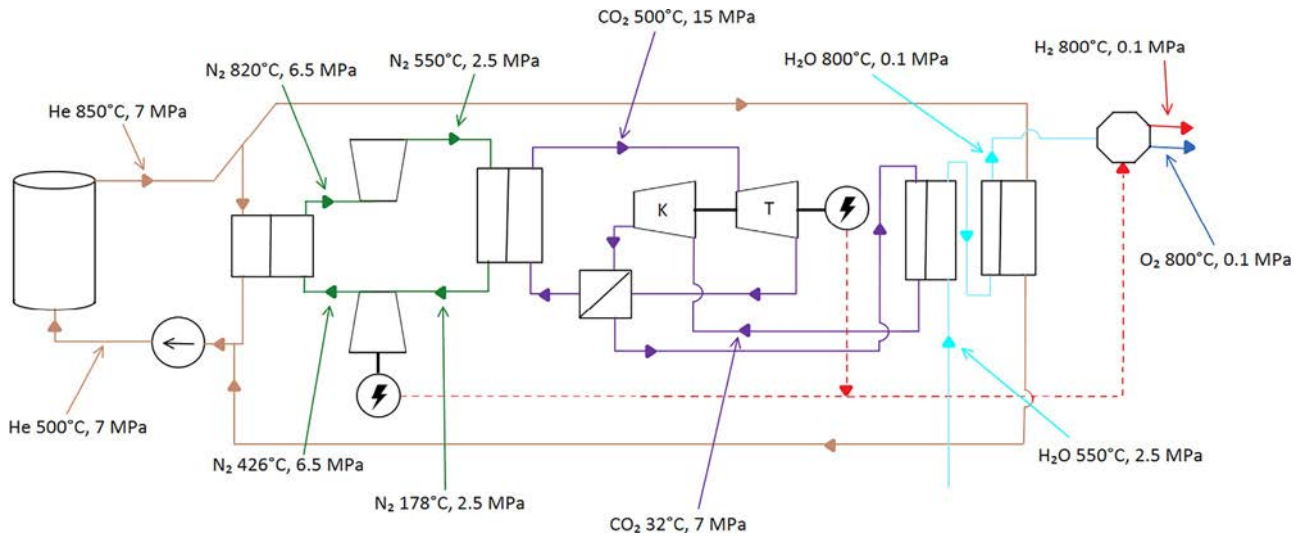 CO₂ 500°C, 15 MPa
H₂ 800°C, 0.1 MPa
N₂ 550°C, 2.5 MPa
H₂O 800°C, 0.1 MPa
N₂ 820°C, 6.5 MPa
He 850°C, 7 MPa
K
T
O₂ 800°C, 0.1 MPa
He 500°C, 7 MPa
N₂ 426°C, 6.5 MPa
H₂O 550°C, 2.5 MPa
N₂ 178°C, 2.5 MPa
CO₂ 32°C, 7 MPa